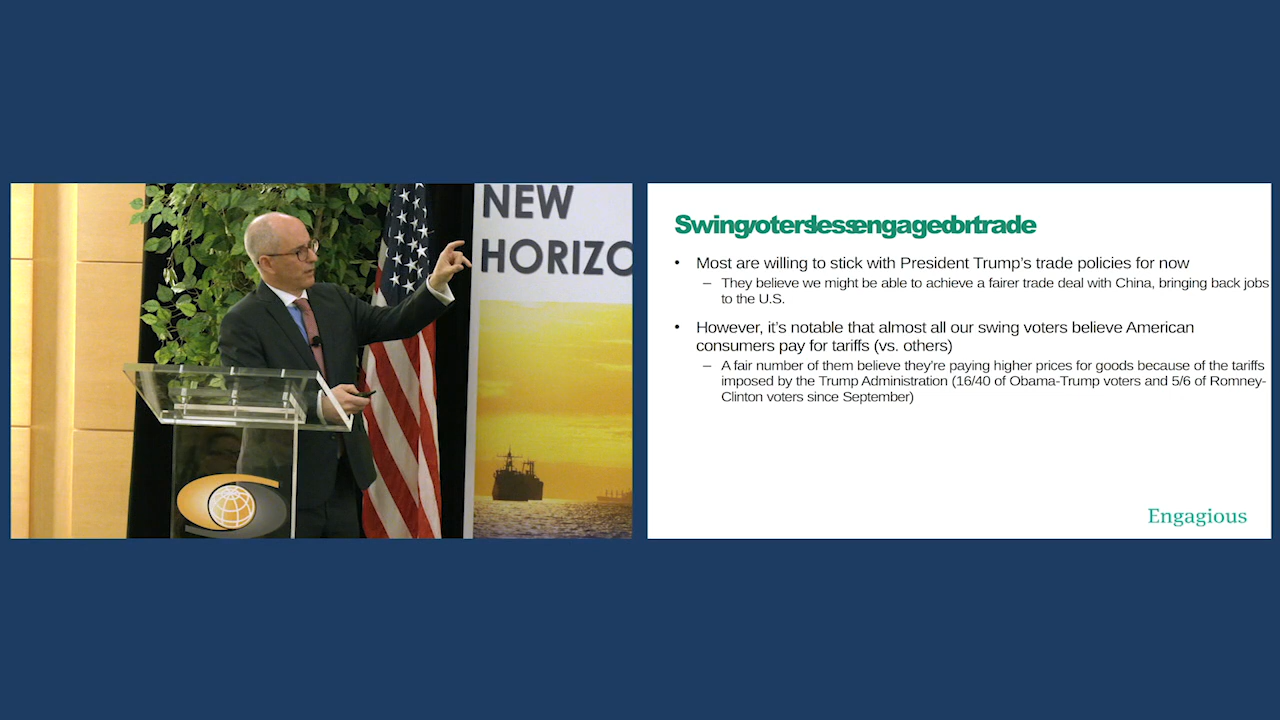 NEW
HORIZO
Swing voters less engaged on trade
• Most are willing to stick with President Trump's trade policies for now
– They believe we might be able to achieve a fairer trade deal with China, bringing back jobs
to the U.S.
• However, it's notable that almost all our swing voters believe American
consumers pay for tariffs (vs. others)
– A fair number of them believe they're paying higher prices for goods because of the tariffs
imposed by the Trump Administration (16/40 of Obama-Trump voters and 5/6 of Romney-
Clinton voters since September)
Engagious